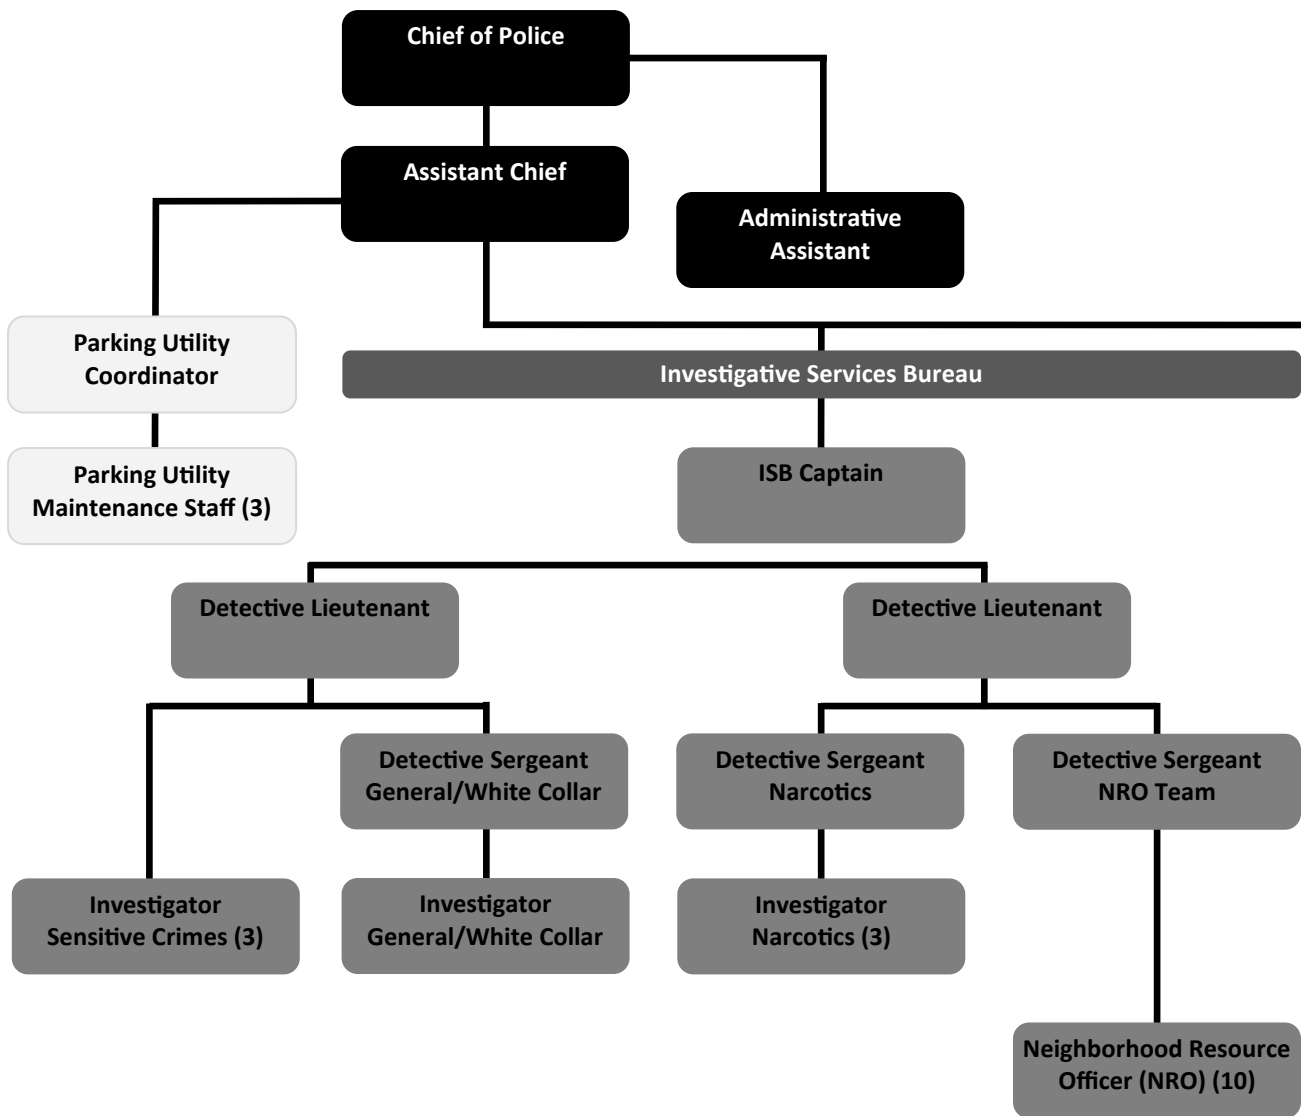 Chief of Police
Assistant Chief
Administrative
Assistant
Parking Utility
Coordinator
Investigative Services Bureau
Parking Utility
Maintenance Staff (3)
ISB Captain
Detective Lieutenant
Detective Lieutenant
Detective Sergeant
General/White Collar
Detective Sergeant
Narcotics
Detective Sergeant
NRO Team
Investigator
Sensitive Crimes (3)
Investigator
General/White Collar
Investigator
Narcotics (3)
Neighborhood Resource
Officer (NRO) (10)